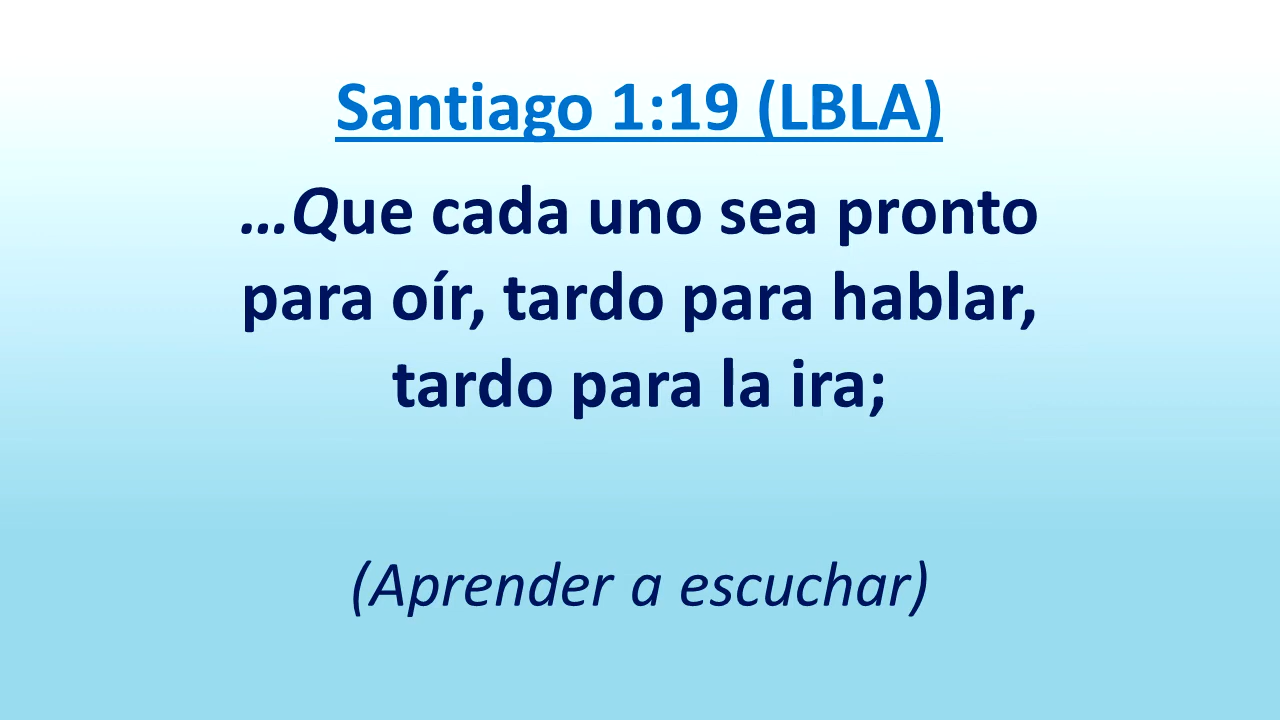 Santiago 1:19 (LBLA)
…Que cada uno sea pronto
para oír, tardo para hablar,
tardo para la ira;
(Aprender a escuchar)